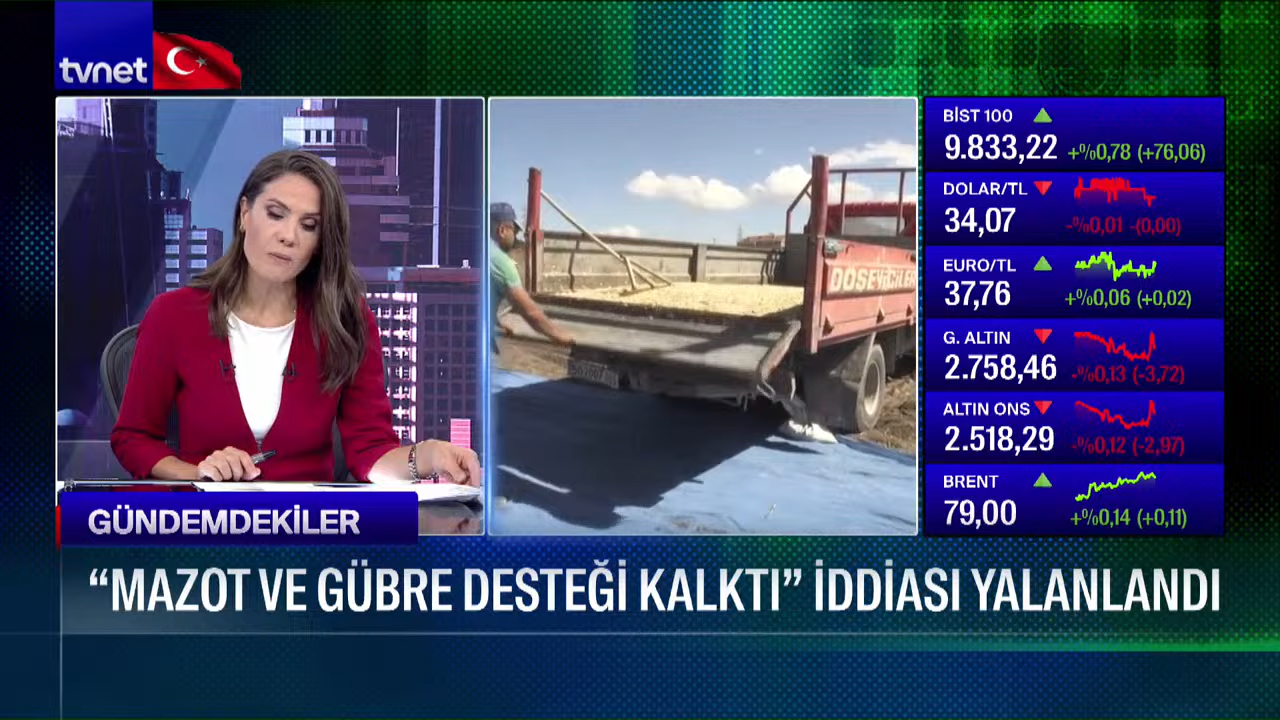 tvnet
DÖŞEYİCİLER
BİST 100
9.833,22 +%0,78 (+76,06)
DOLAR/TL
34,07 -%0,01 -(0,00)
EURO/TL
37,76 +%0,06 (+0,02)
G. ALTIN
2.758,46 -%0,13 (-3,72)
ALTIN ONS
2.518,29 -%0,12 (-2,97)
BRENT
79,00 +%0,14 (+0,11)
GÜNDEMDEKİLER
“MAZOT VE GÜBRE DESTEĞİ KALKTI” İDDİASI YALANLANDI